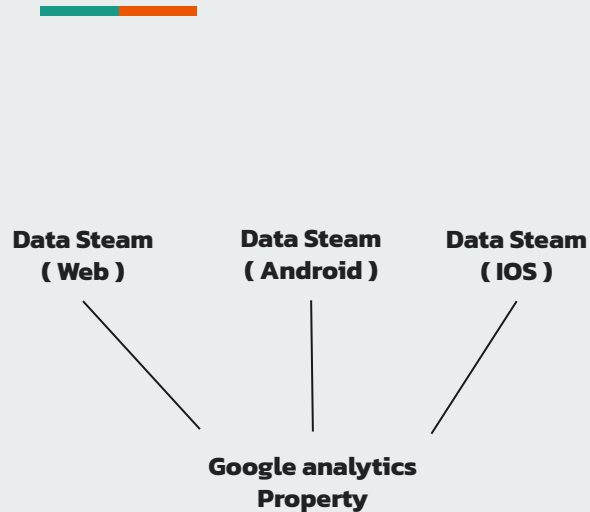 Data Steam
( Web )
Data Steam
( Android )
Data Steam
( IOS )
Google analytics
Property